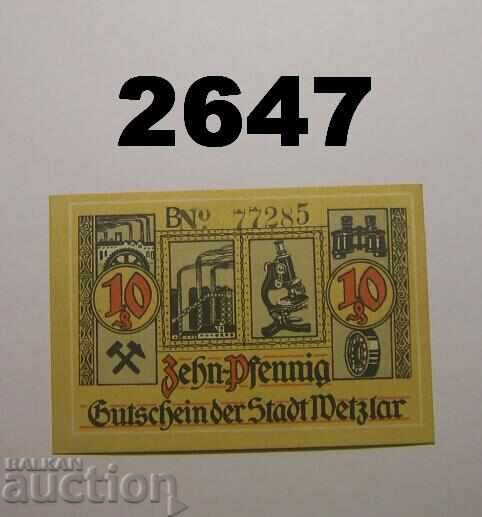 2647
BNo 77285
10 ₰ 10 ₰
Zehn-Pfennig
Gutschein der Stadt Wetzlar
BALKAN
auction